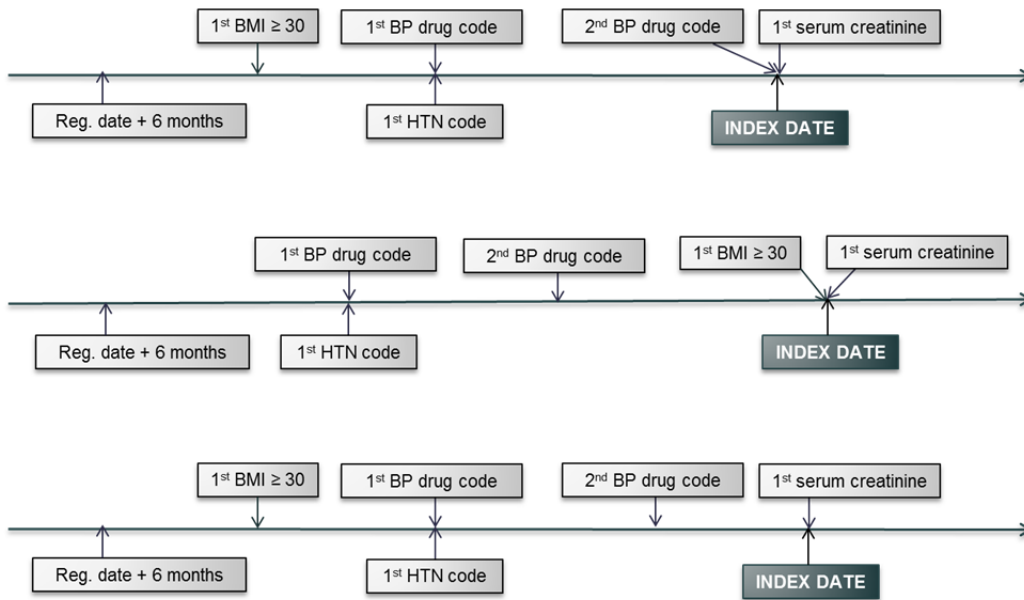 1st BMI ≥ 30
1st BP drug code
2nd BP drug code
1st serum creatinine
Reg. date + 6 months
1st HTN code
INDEX DATE
1st BP drug code
2nd BP drug code
1st BMI ≥ 30
1st serum creatinine
Reg. date + 6 months
1st HTN code
INDEX DATE
1st BMI ≥ 30
1st BP drug code
2nd BP drug code
1st serum creatinine
Reg. date + 6 months
1st HTN code
INDEX DATE